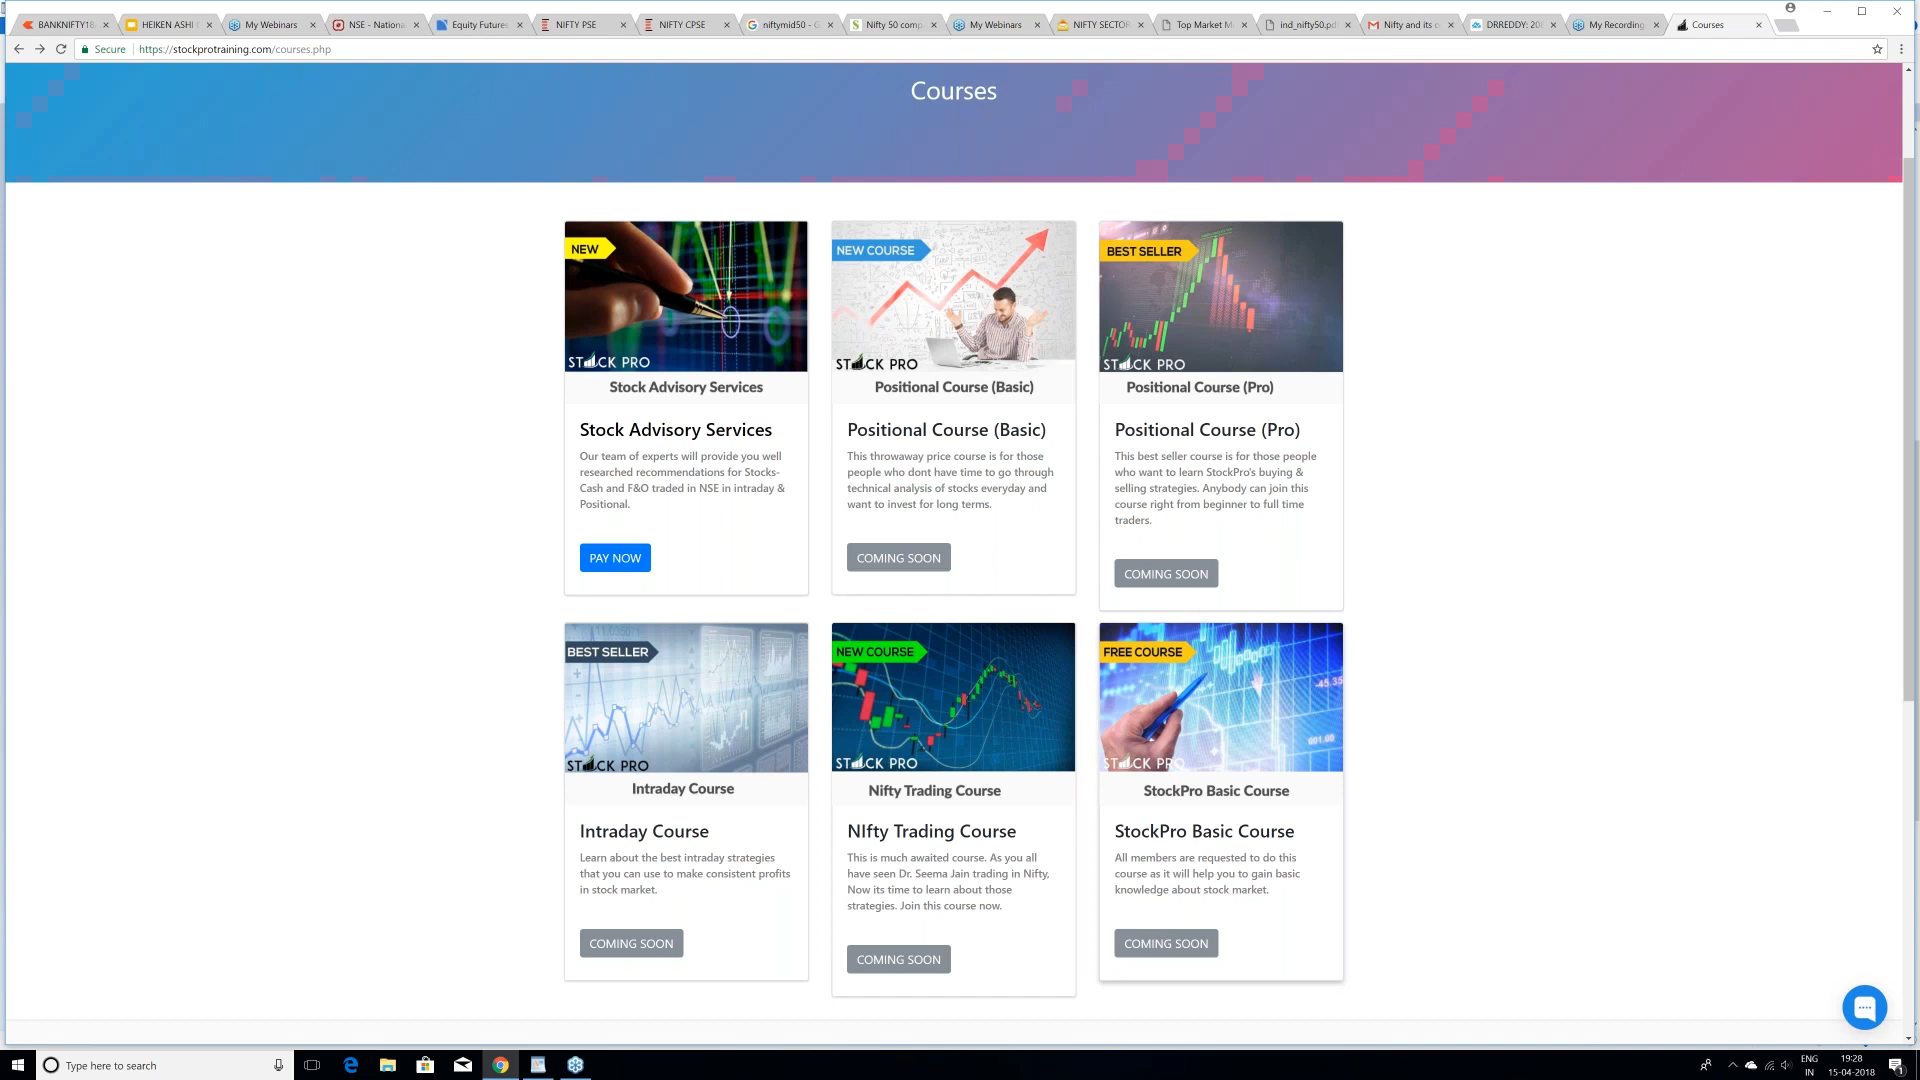 BANKNIFTY18
HEIKEN ASHI
My Webinars
NSE - Nationa
Equity Futures
NIFTY PSE
NIFTY CPSE
niftymid50 - G
Nifty 50 comp
My Webinars
NIFTY SECTOR
Top Market M
ind_nifty50.pd
Nifty and its c
DRREDDY: 20
My Recording
Courses
Secure
https://stockprotraining.com/courses.php
Courses
NEW
STOCK PRO
Stock Advisory Services
Stock Advisory Services
Our team of experts will provide you well
researched recommendations for Stocks-
Cash and F&O traded in NSE in intraday &
Positional.
PAY NOW
NEW COURSE
STOCK PRO
Positional Course (Basic)
Positional Course (Basic)
This throwaway price course is for those
people who dont have time to go through
technical analysis of stocks everyday and
want to invest for long terms.
COMING SOON
BEST SELLER
STOCK PRO
Positional Course (Pro)
Positional Course (Pro)
This best seller course is for those people
who want to learn StockPro's buying &
selling strategies. Anybody can join this
course right from beginner to full time
traders.
COMING SOON
BEST SELLER
STOCK PRO
Intraday Course
Intraday Course
Learn about the best intraday strategies
that you can use to make consistent profits
in stock market.
COMING SOON
NEW COURSE
STOCK PRO
Nifty Trading Course
NIfty Trading Course
This is much awaited course. As you all
have seen Dr. Seema Jain trading in Nifty,
Now its time to learn about those
strategies. Join this course now.
COMING SOON
FREE COURSE
-45.35
001.00
STOCK PRO
StockPro Basic Course
StockPro Basic Course
All members are requested to do this
course as it will help you to gain basic
knowledge about stock market.
COMING SOON
Type here to search
ENG
IN
19:28
15-04-2018
1